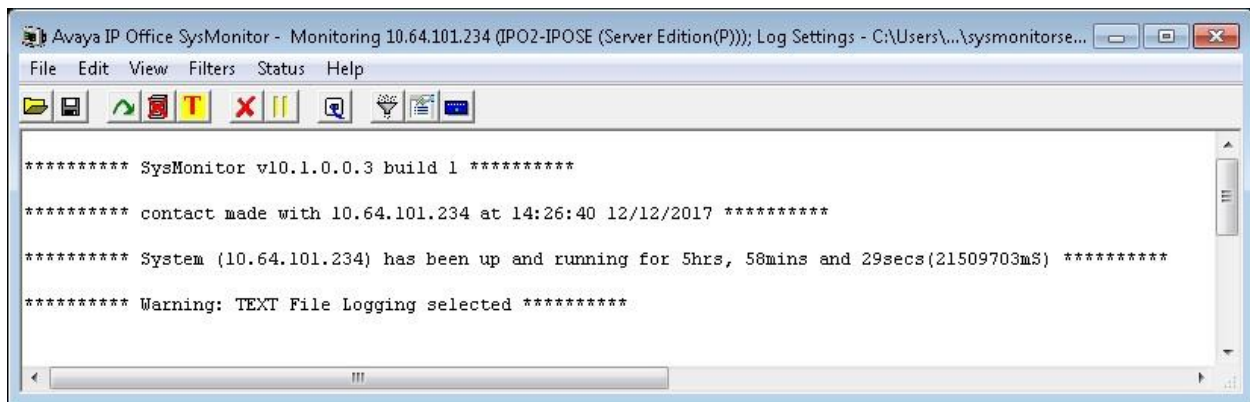 Avaya IP Office SysMonitor - Monitoring 10.64.101.234 (IPO2-IPOSE (Server Edition(P))); Log Settings - C:\Users\...\sysmonitorse...
File Edit View Filters Status Help
T
********** SysMonitor v10.1.0.0.3 build 1 **********
********** contact made with 10.64.101.234 at 14:26:40 12/12/2017 **********
********** System (10.64.101.234) has been up and running for 5hrs, 58mins and 29secs(21509703mS) **********
********** Warning: TEXT File Logging selected **********